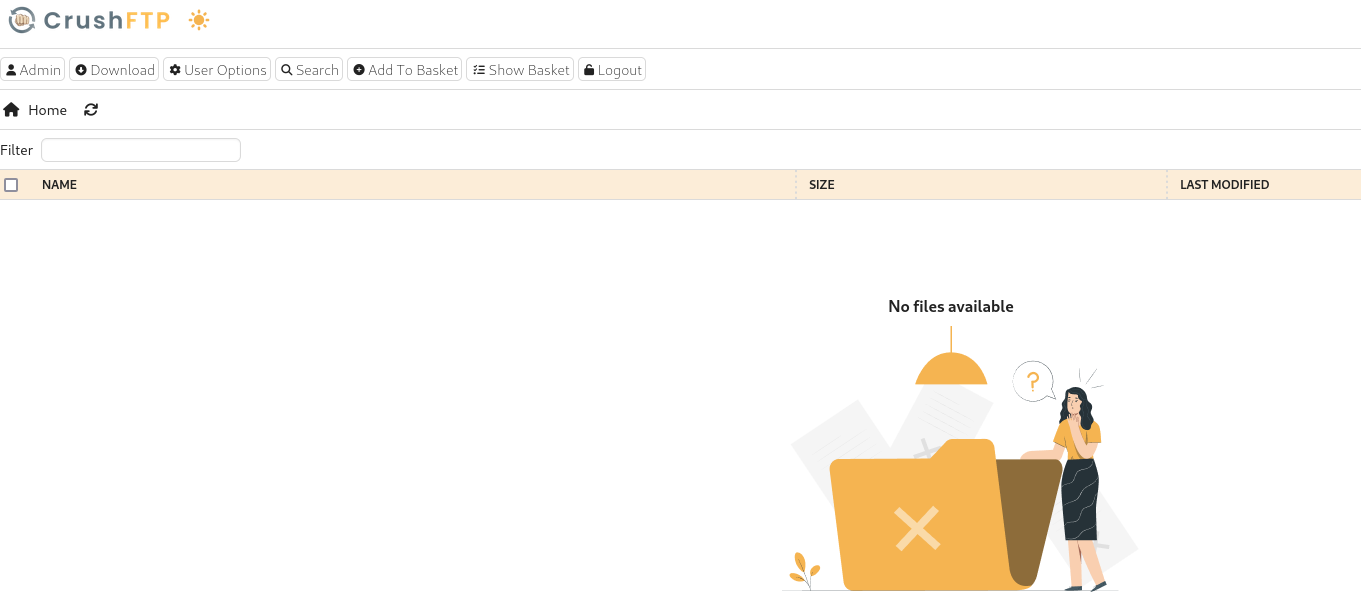 CrushFTP
Admin Download User Options Search Add To Basket Show Basket Logout
Home
Filter
NAME SIZE LAST MODIFIED
No files available
?